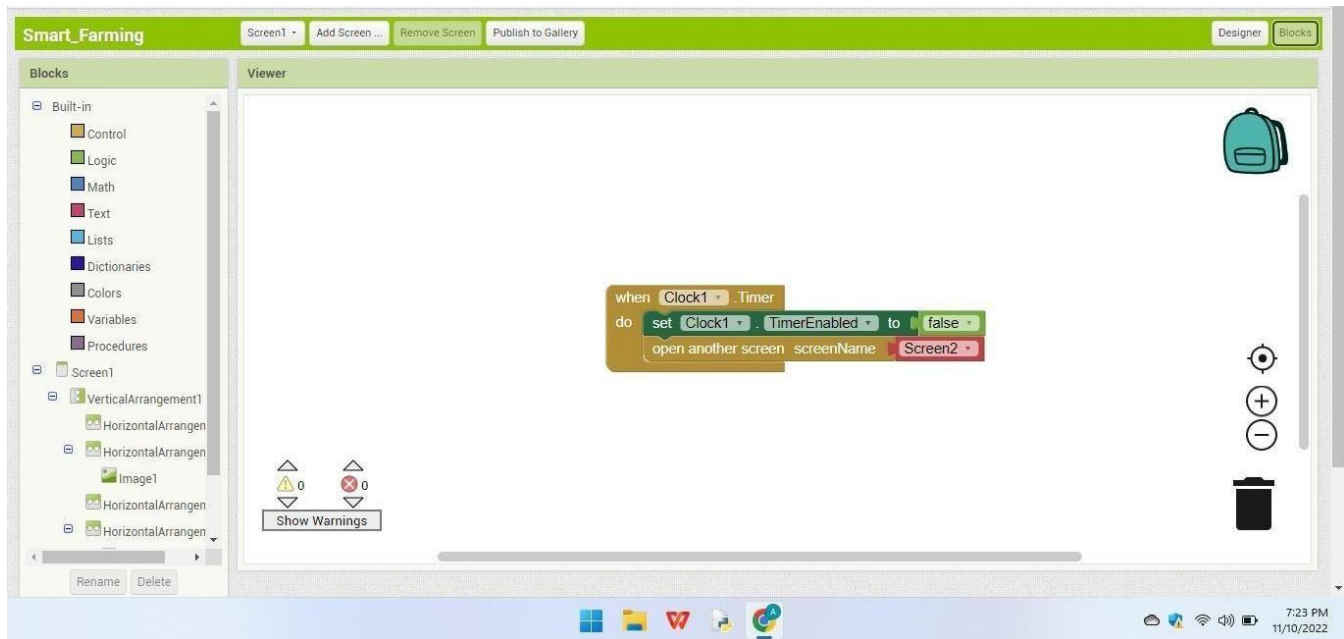 Smart_Farming Screen1 Add Screen ... Remove Screen Publish to Gallery Designer Blocks
Blocks
Viewer
Built-in
Control
Logic
Math
Text
Lists
Dictionaries
Colors
Variables
Procedures
Screen1
VerticalArrangement1
HorizontalArrangen
HorizontalArrangen
Image1
HorizontalArrangen
HorizontalArrangen
Rename Delete
when Clock1 .Timer
do set Clock1 . TimerEnabled to false
open another screen screenName Screen2
0 0
Show Warnings
7:23 PM
11/10/2022